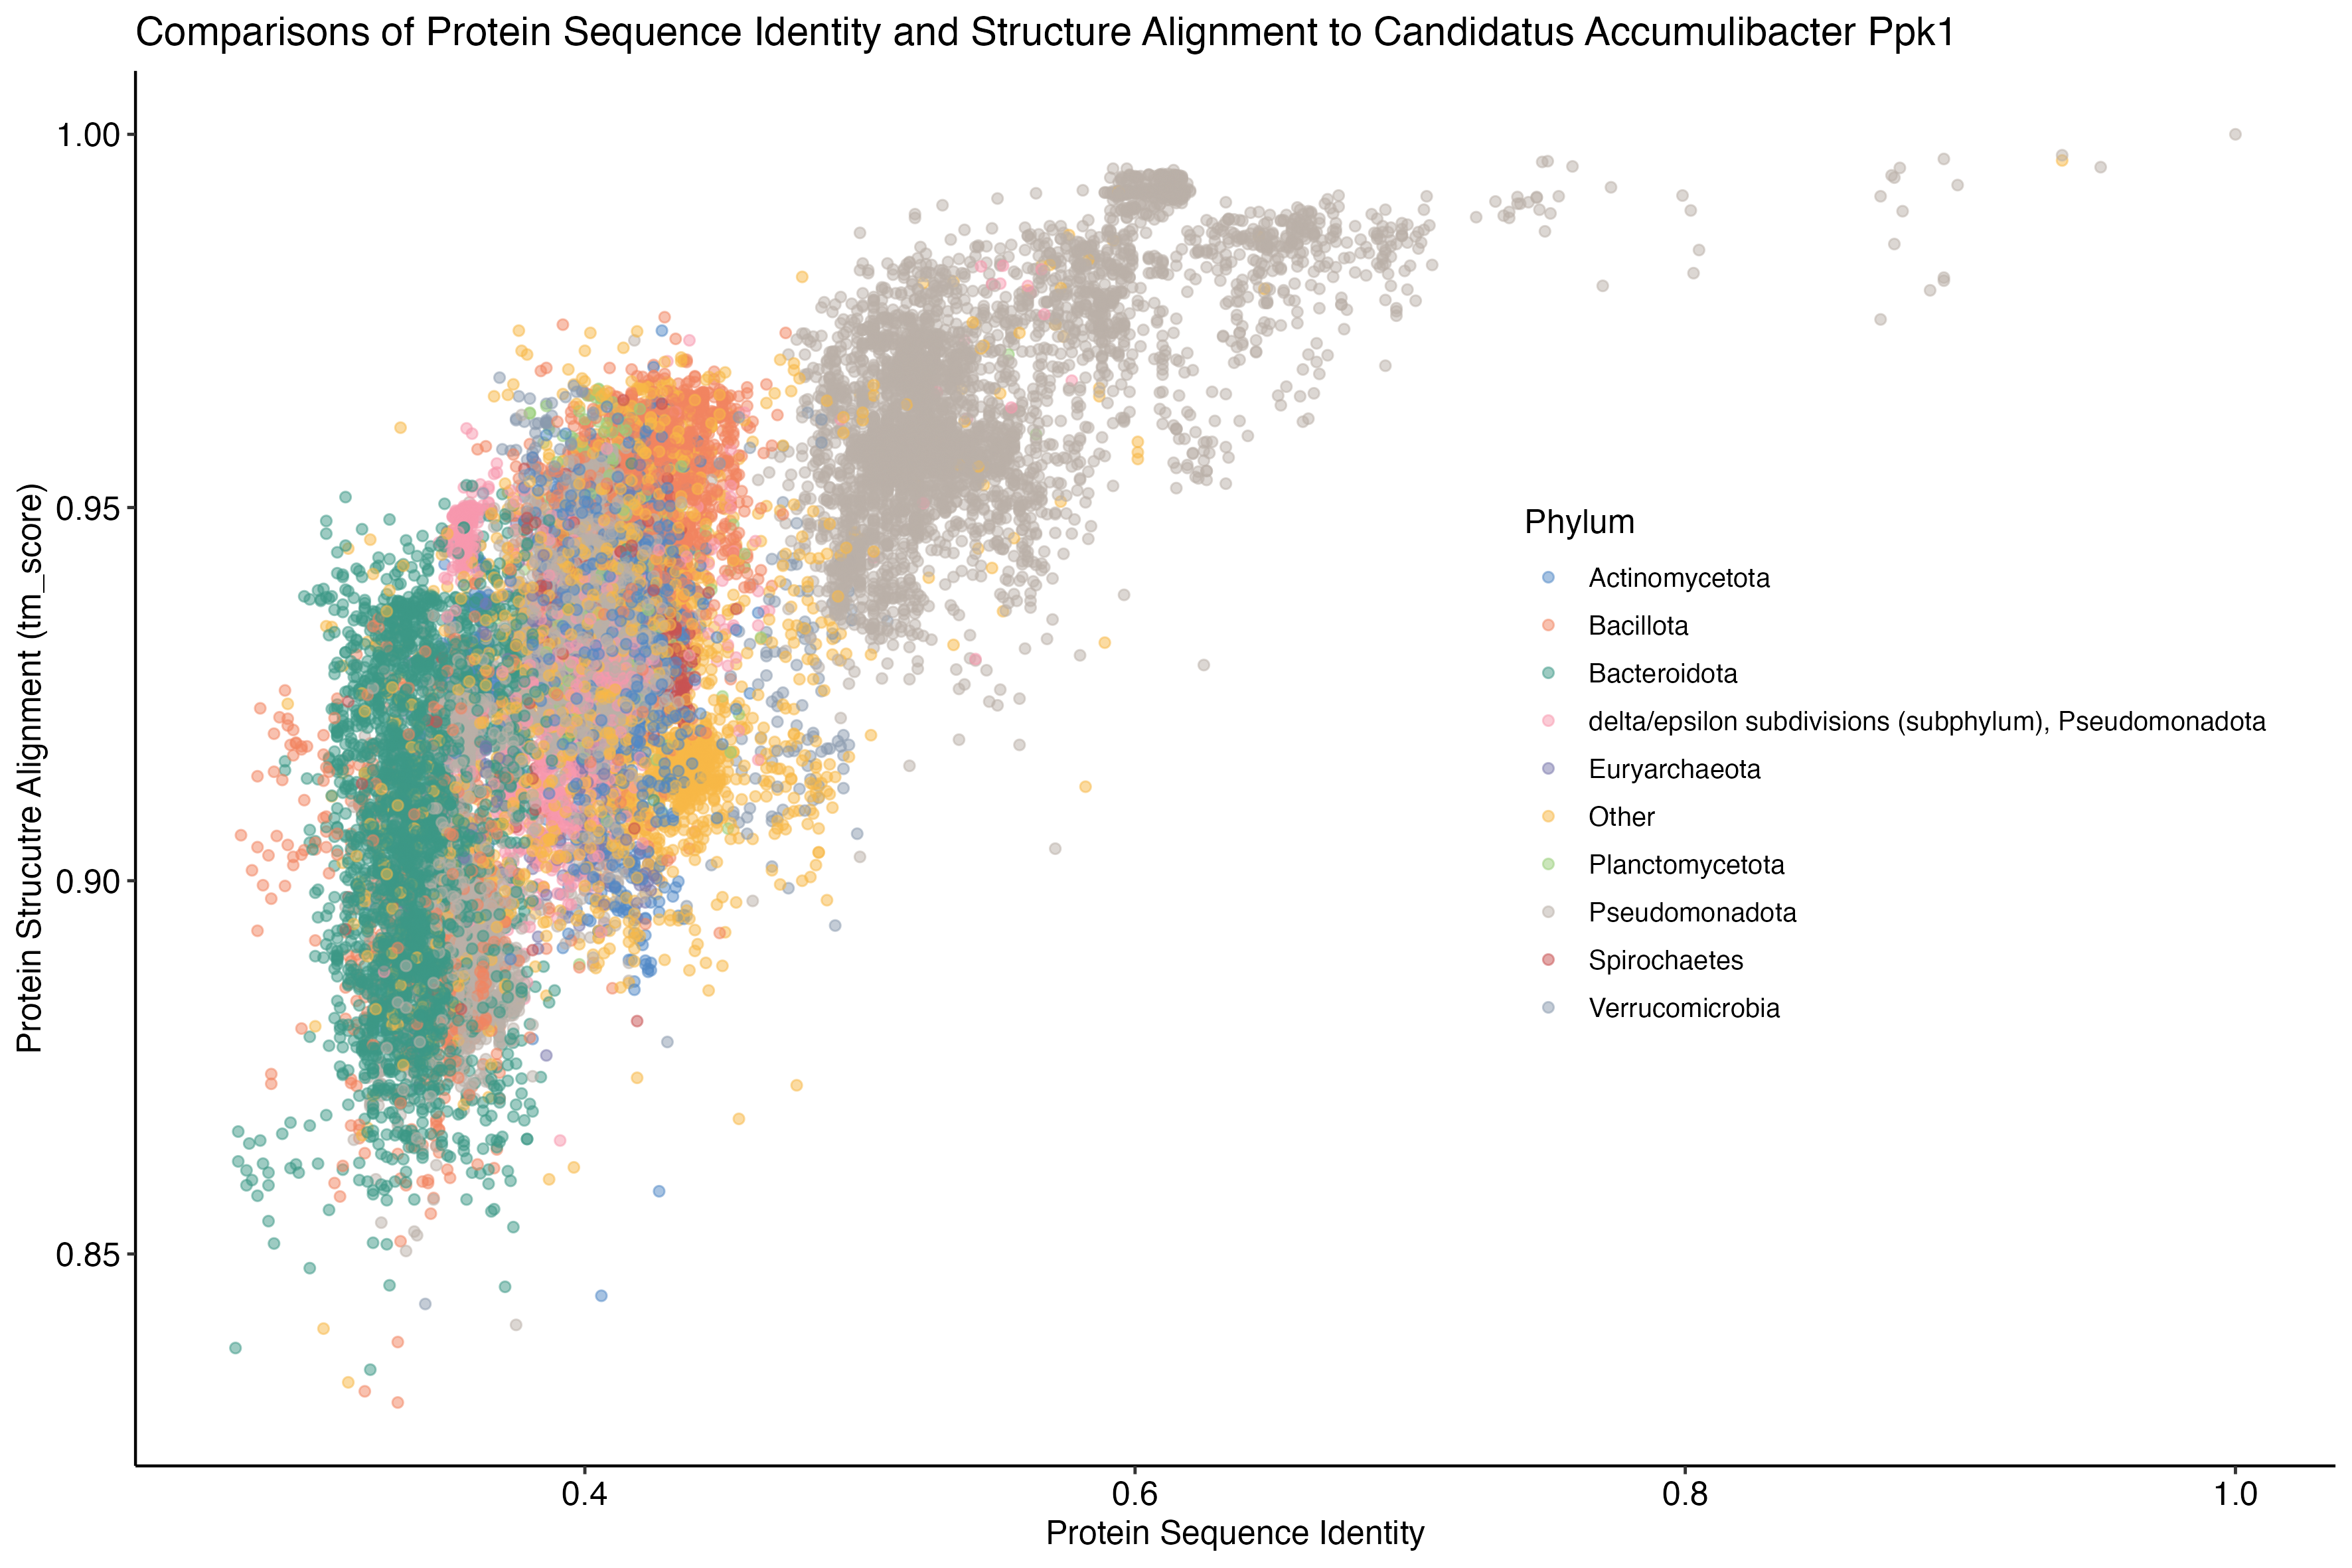 Comparisons of Protein Sequence Identity and Structure Alignment to Candidatus Accumulibacter Ppk1
1.00
0.95
0.90
0.85
Protein Strucutre Alignment (tm_score)
0.4
0.6
0.8
1.0
Protein Sequence Identity
Phylum
Actinomycetota
Bacillota
Bacteroidota
delta/epsilon subdivisions (subphylum), Pseudomonadota
Euryarchaeota
Other
Planctomycetota
Pseudomonadota
Spirochaetes
Verrucomicrobia